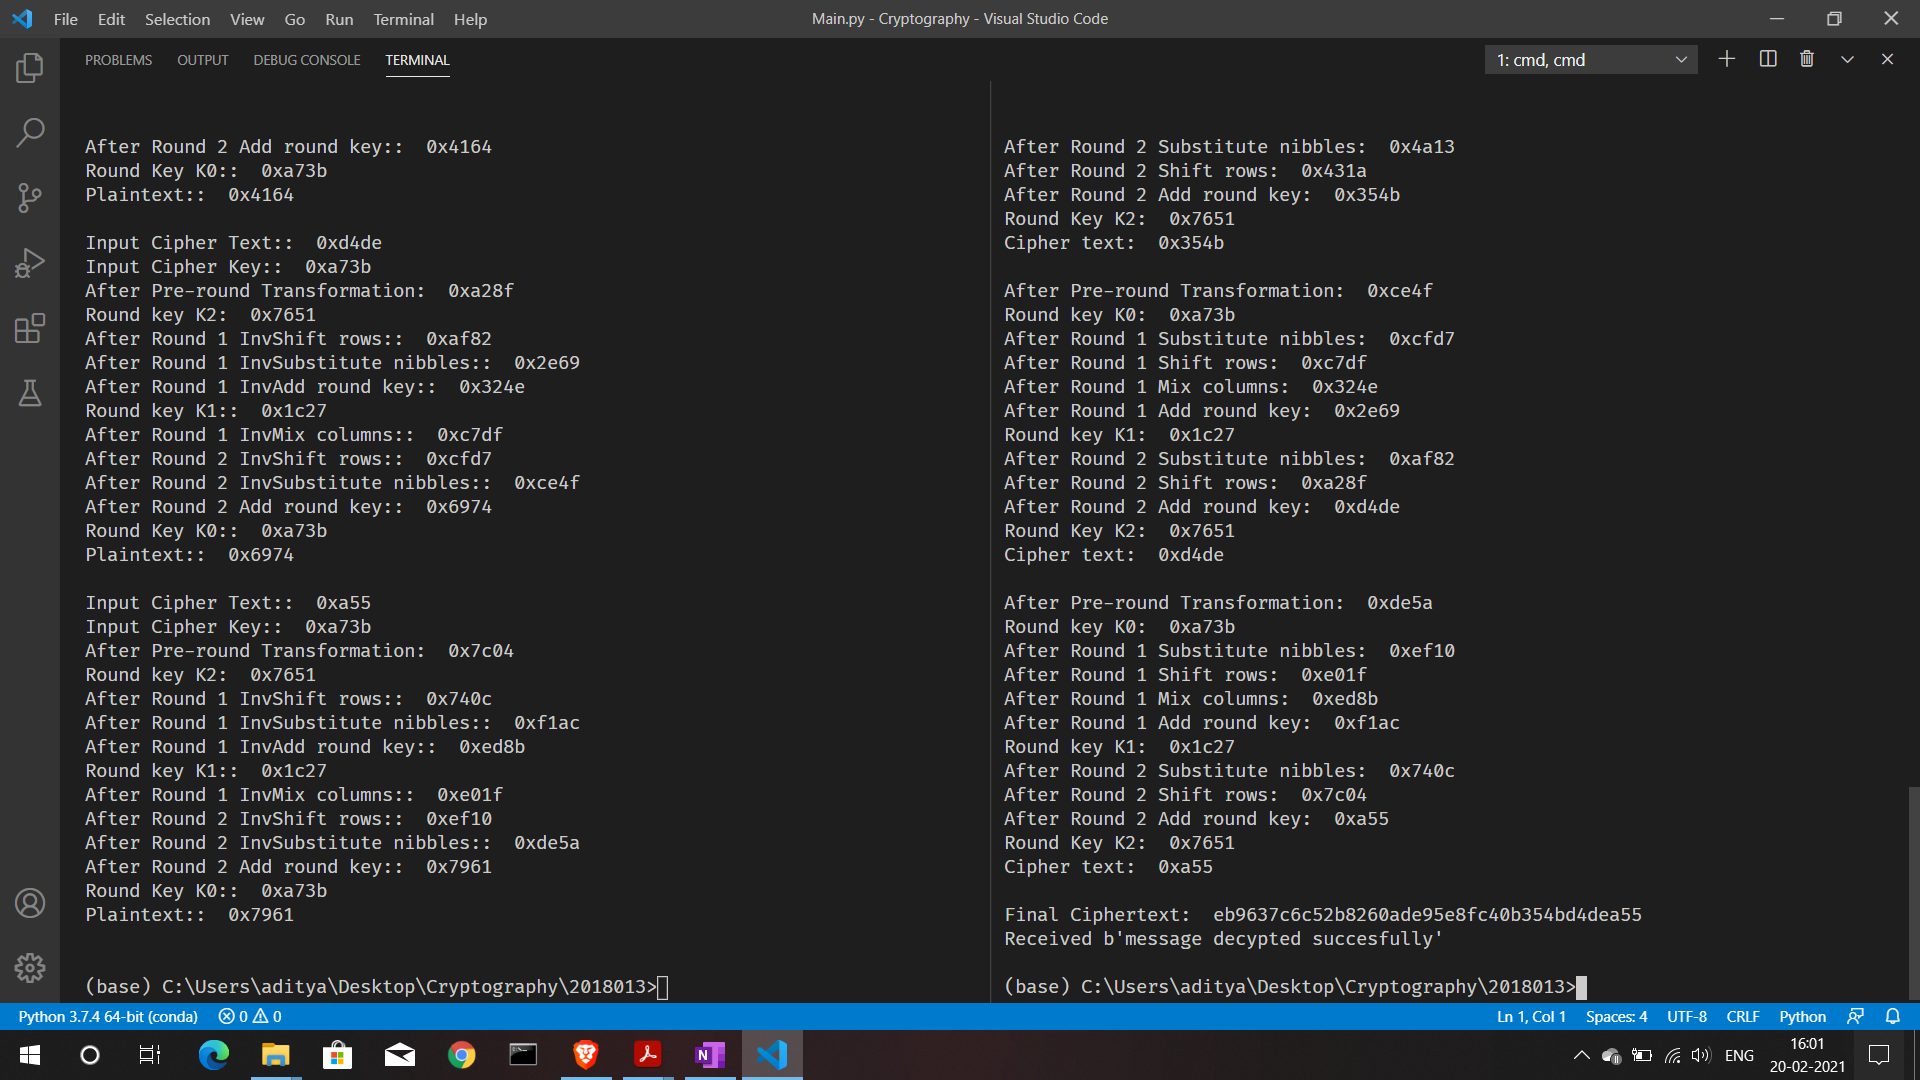 File Edit Selection View Go Run Terminal Help
Main.py - Cryptography - Visual Studio Code
PROBLEMS OUTPUT DEBUG CONSOLE TERMINAL
1: cmd, cmd
After Round 2 Add round key:: 0x4164
Round Key K0:: 0xa73b
Plaintext:: 0x4164
Input Cipher Text:: 0xd4de
Input Cipher Key:: 0xa73b
After Pre-round Transformation: 0xa28f
Round key K2: 0x7651
After Round 1 InvShift rows:: 0xaf82
After Round 1 InvSubstitute nibbles:: 0x2e69
After Round 1 InvAdd round key:: 0x324e
Round key K1:: 0x1c27
After Round 1 InvMix columns:: 0xc7df
After Round 2 InvShift rows:: 0xcfd7
After Round 2 InvSubstitute nibbles:: 0xce4f
After Round 2 Add round key:: 0x6974
Round Key K0:: 0xa73b
Plaintext:: 0x6974
Input Cipher Text:: 0xa55
Input Cipher Key:: 0xa73b
After Pre-round Transformation: 0x7c04
Round key K2: 0x7651
After Round 1 InvShift rows:: 0x740c
After Round 1 InvSubstitute nibbles:: 0xf1ac
After Round 1 InvAdd round key:: 0xed8b
Round key K1:: 0x1c27
After Round 1 InvMix columns:: 0xe01f
After Round 2 InvShift rows:: 0xef10
After Round 2 InvSubstitute nibbles:: 0xde5a
After Round 2 Add round key:: 0x7961
Round Key K0:: 0xa73b
Plaintext:: 0x7961
(base) C:\Users\aditya\Desktop\Cryptography\2018013>
After Round 2 Substitute nibbles: 0x4a13
After Round 2 Shift rows: 0x431a
After Round 2 Add round key: 0x354b
Round Key K2: 0x7651
Cipher text: 0x354b
After Pre-round Transformation: 0xce4f
Round key K0: 0xa73b
After Round 1 Substitute nibbles: 0xcfd7
After Round 1 Shift rows: 0xc7df
After Round 1 Mix columns: 0x324e
After Round 1 Add round key: 0x2e69
Round key K1: 0x1c27
After Round 2 Substitute nibbles: 0xaf82
After Round 2 Shift rows: 0xa28f
After Round 2 Add round key: 0xd4de
Round Key K2: 0x7651
Cipher text: 0xd4de
After Pre-round Transformation: 0xde5a
Round key K0: 0xa73b
After Round 1 Substitute nibbles: 0xef10
After Round 1 Shift rows: 0xe01f
After Round 1 Mix columns: 0xed8b
After Round 1 Add round key: 0xf1ac
Round key K1: 0x1c27
After Round 2 Substitute nibbles: 0x740c
After Round 2 Shift rows: 0x7c04
After Round 2 Add round key: 0xa55
Round Key K2: 0x7651
Cipher text: 0xa55
Final Ciphertext: eb9637c6c52b8260ade95e8fc40b354bd4dea55
Received b'message decypted succesfully'
(base) C:\Users\aditya\Desktop\Cryptography\2018013>
Python 3.7.4 64-bit (conda) 0 0
Ln 1, Col 1 Spaces: 4 UTF-8 CRLF Python
ENG
16:01
20-02-2021